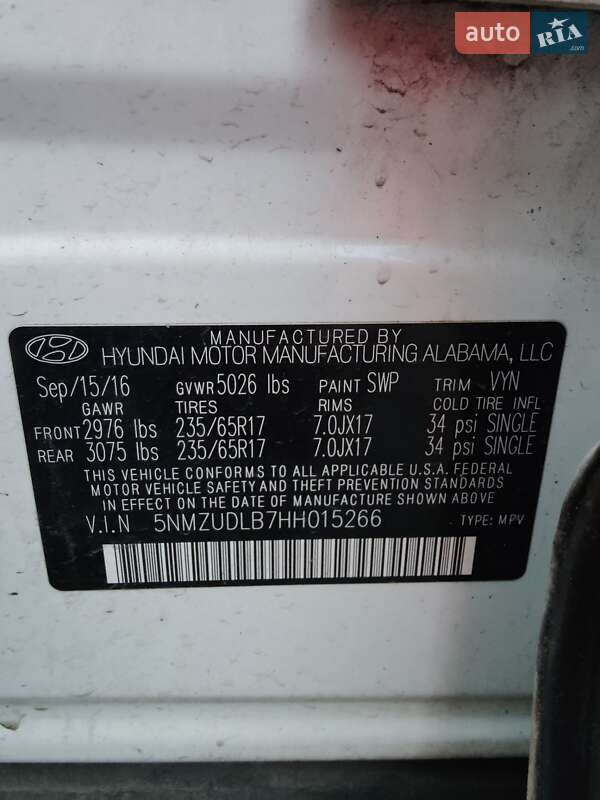 auto RIA.com
MANUFACTURED BY
HYUNDAI MOTOR MANUFACTURING ALABAMA, LLC
Sep/15/16 GVWR 5026 lbs PAINT SWP TRIM VYN
GAWR TIRES RIMS COLD TIRE INFL
FRONT 2976 lbs 235/65R17 7.0JX17 34 psi SINGLE
REAR 3075 lbs 235/65R17 7.0JX17 34 psi SINGLE
THIS VEHICLE CONFORMS TO ALL APPLICABLE U.S.A. FEDERAL
MOTOR VEHICLE SAFETY AND THEFT PREVENTION STANDARDS
IN EFFECT ON THE DATE OF MANUFACTURE SHOWN ABOVE.
V.I.N 5NMZUDLB7HH015266 TYPE: MPV